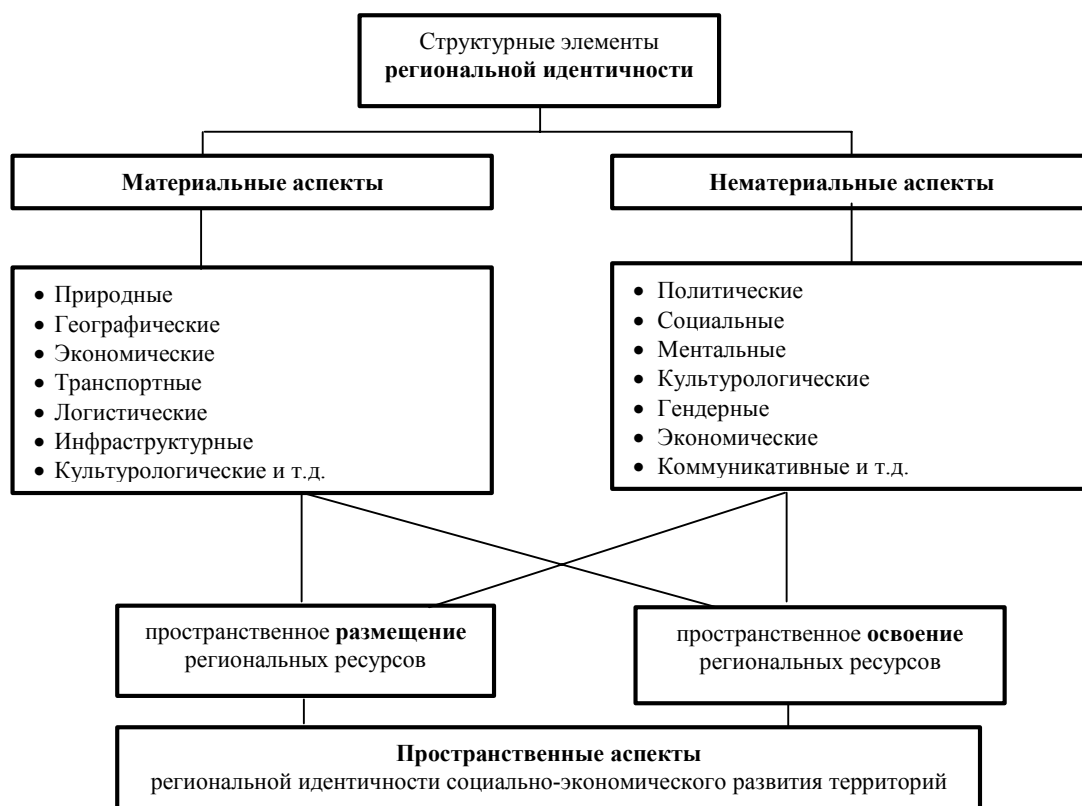 Структурные элементы
региональной идентичности
Материальные аспекты
Нематериальные аспекты
• Природные
• Географические
• Экономические
• Транспортные
• Логистические
• Инфраструктурные
• Культурологические и т.д.
• Политические
• Социальные
• Ментальные
• Культурологические
• Гендерные
• Экономические
• Коммуникативные и т.д.
пространственное размещение
региональных ресурсов
пространственное освоение
региональных ресурсов
Пространственные аспекты
региональной идентичности социально-экономического развития территорий